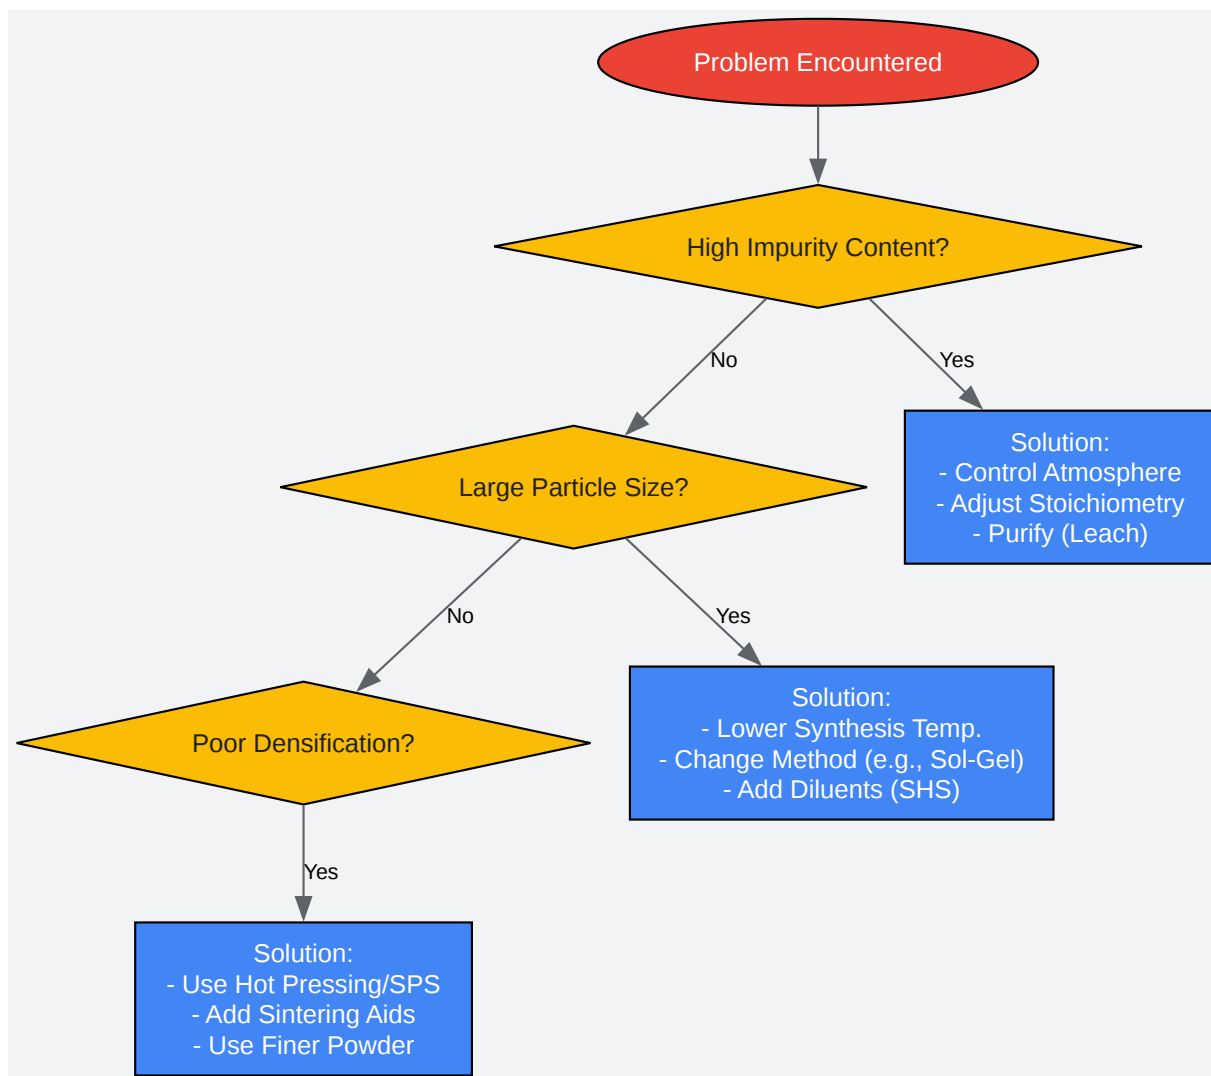 Problem Encountered
High Impurity Content?
No
Yes
Solution:
- Control Atmosphere
- Adjust Stoichiometry
- Purify (Leach)
Large Particle Size?
No
Yes
Solution:
- Lower Synthesis Temp.
- Change Method (e.g., Sol-Gel)
- Add Diluents (SHS)
Poor Densification?
Yes
Solution:
- Use Hot Pressing/SPS
- Add Sintering Aids
- Use Finer Powder